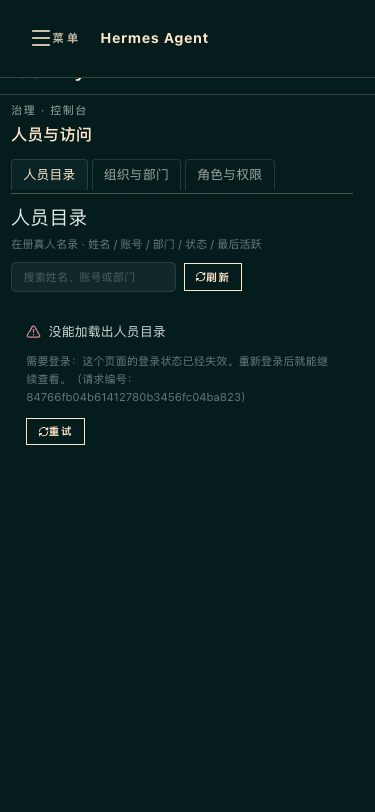 菜单
Hermes Agent
治理 · 控制台
人员与访问
人员目录
组织与部门
角色与权限
人员目录
在册真人名录 · 姓名 / 账号 / 部门 / 状态 / 最后活跃
搜索姓名、账号或部门
刷新
没能加载出人员目录
需要登录：这个页面的登录状态已经失效。重新登录后就能继
续查看。（请求编号：
84766fb04b61412780b3456fc04ba823）
重试